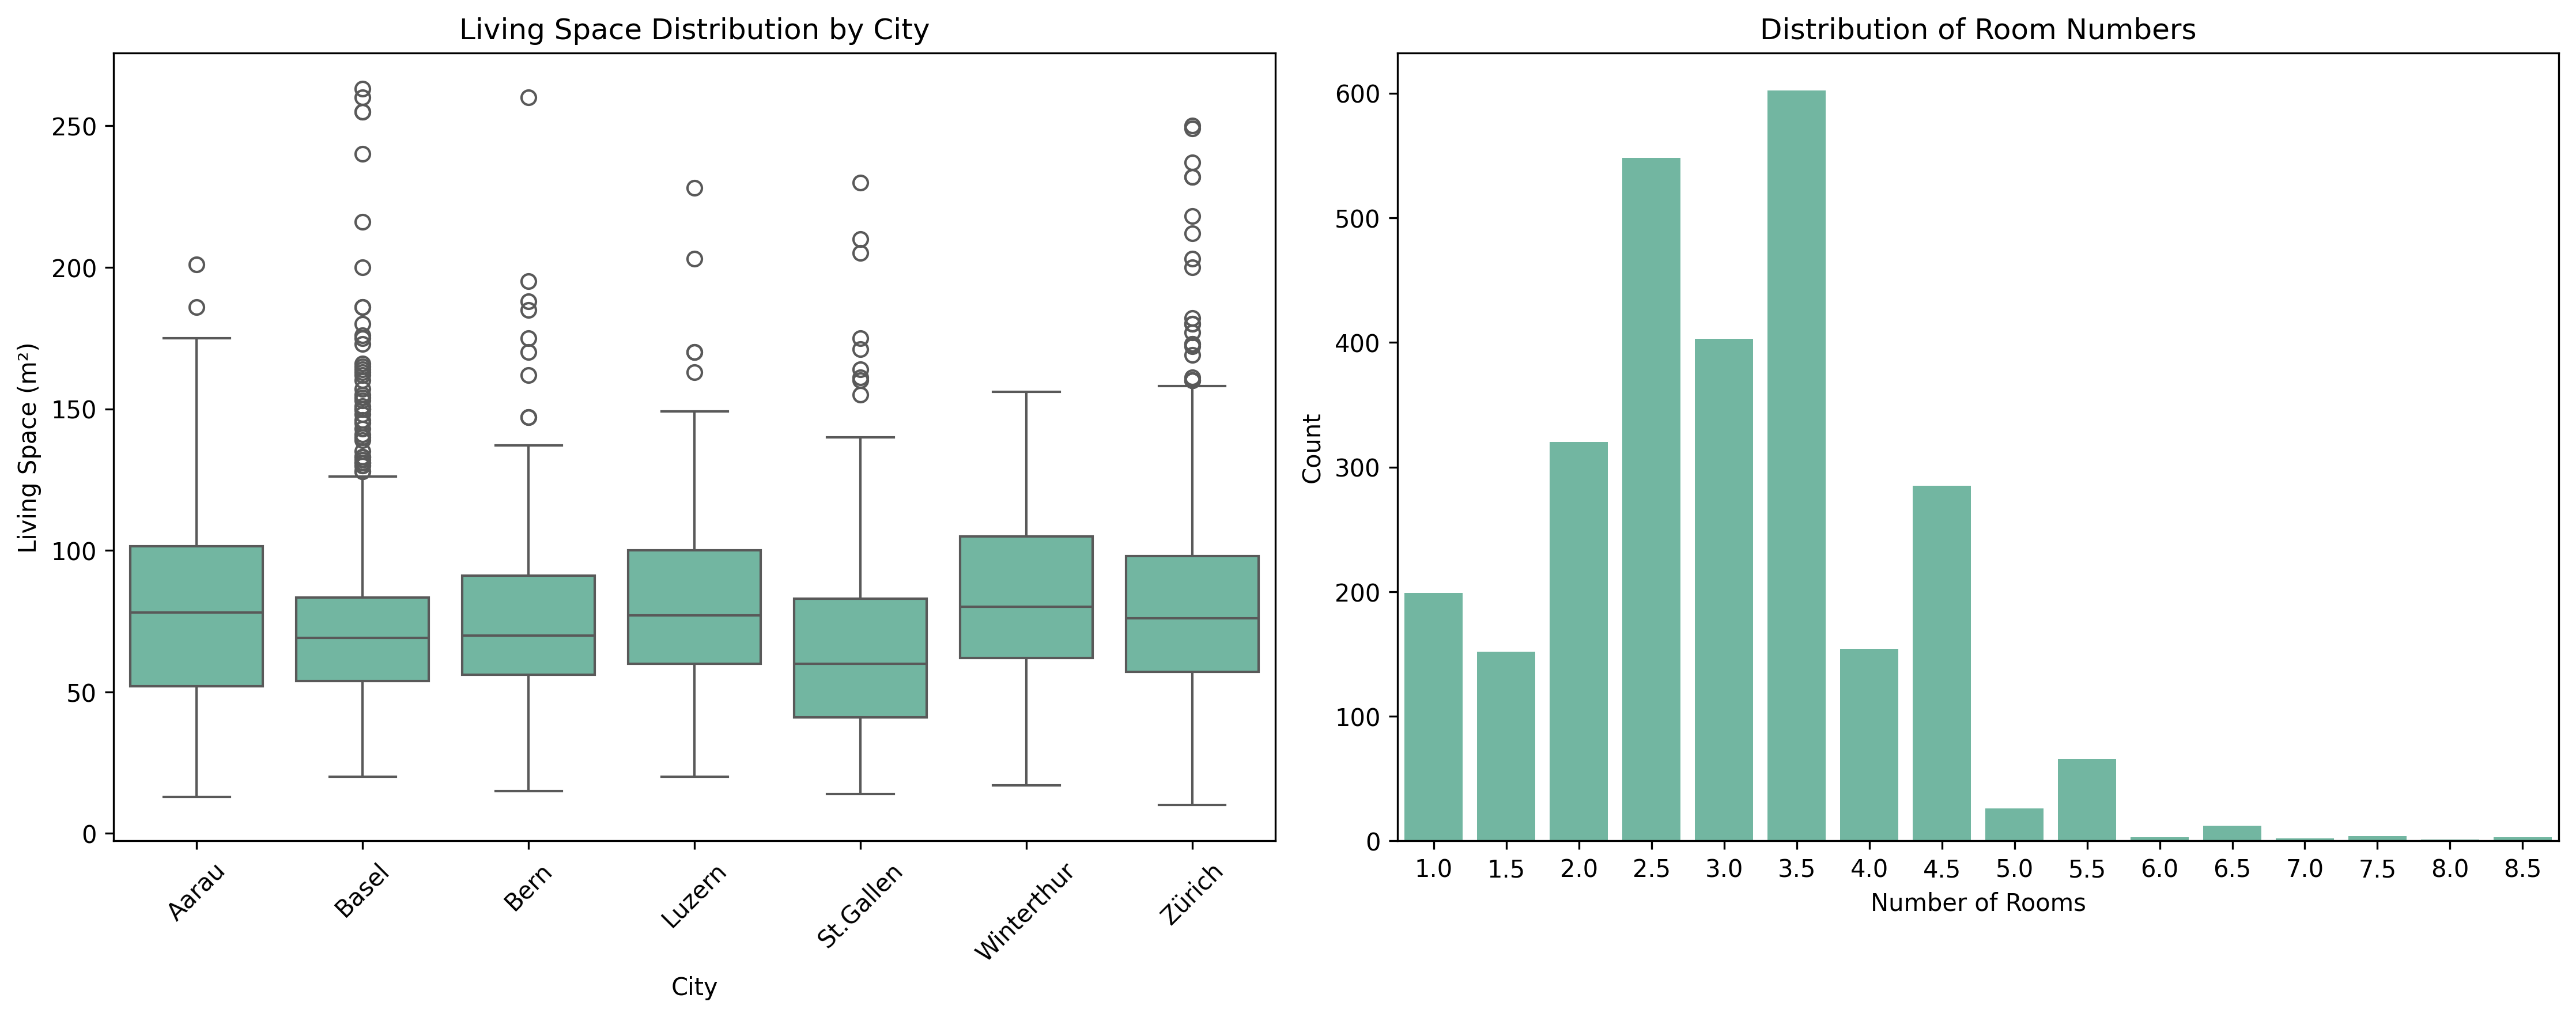 Living Space Distribution by City
Living Space (m²)
250
200
150
100
50
0
Aarau
Basel
Bern
Luzern
St.Gallen
Winterthur
Zürich
City
Distribution of Room Numbers
Count
600
500
400
300
200
100
0
1.0 1.5 2.0 2.5 3.0 3.5 4.0 4.5 5.0 5.5 6.0 6.5 7.0 7.5 8.0 8.5
Number of Rooms